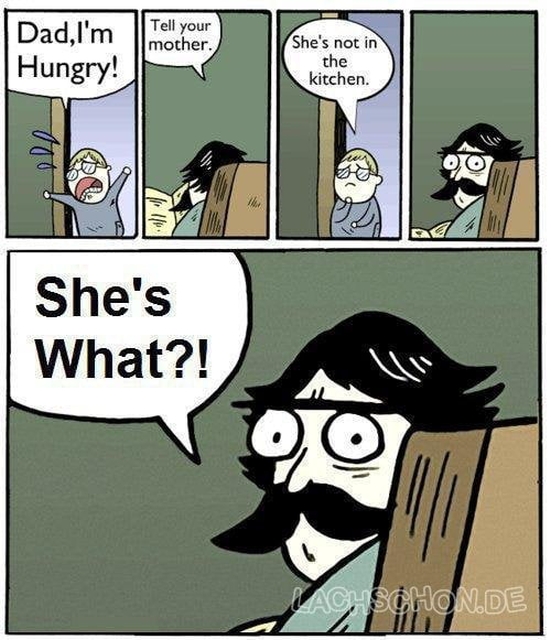 Dad,I'm
Hungry!
Tell your
mother.
She's not in
the
kitchen.
She's
What?!
LACHSCHON.DE